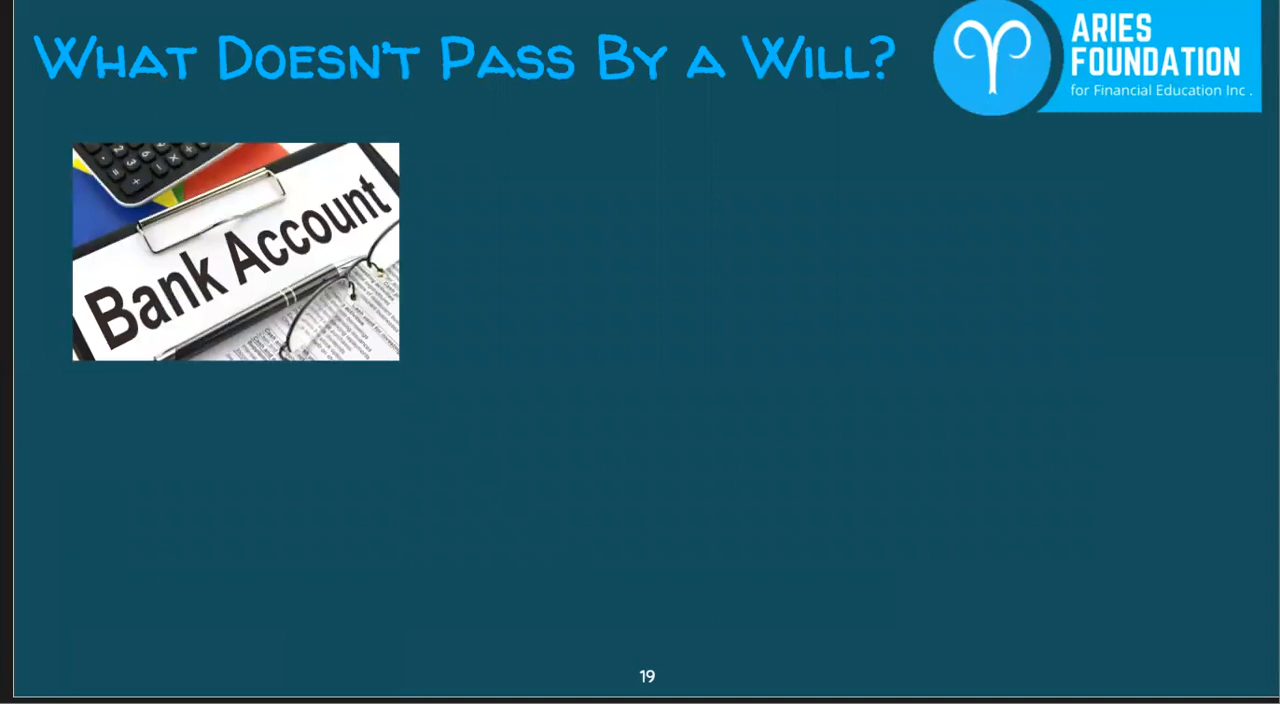 What Doesn't Pass By a Will?
ARIES
FOUNDATION
for Financial Education Inc .
Bank Account
19